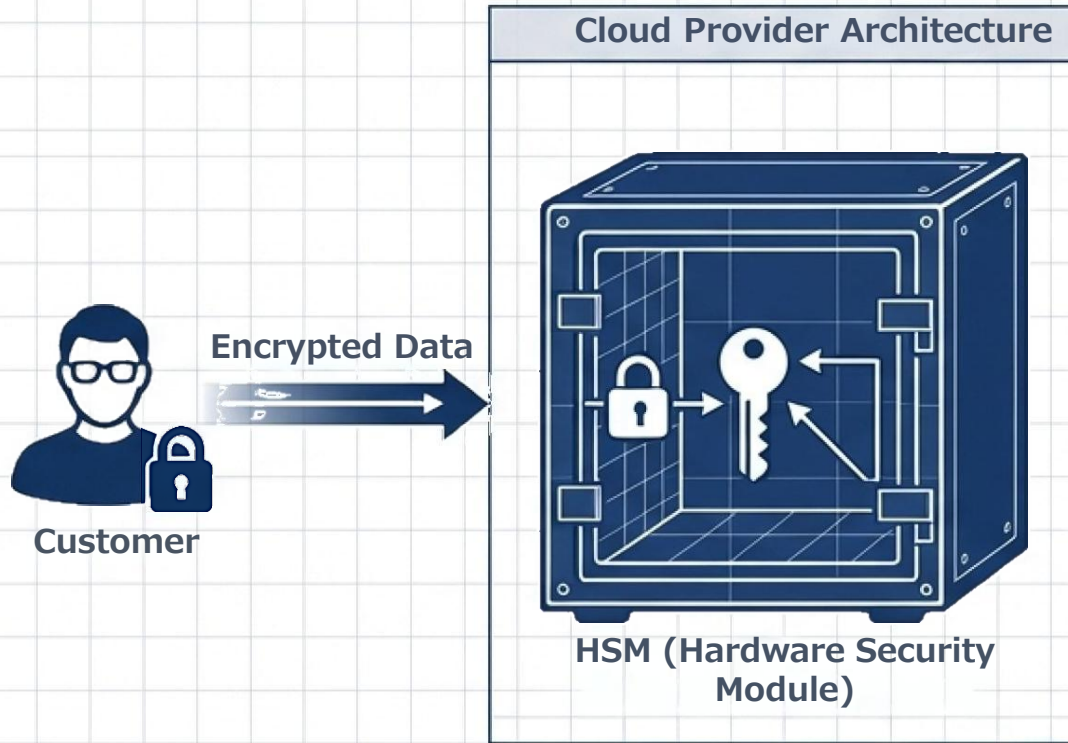 Cloud Provider Architecture
Encrypted Data
Customer
HSM (Hardware Security
Module)